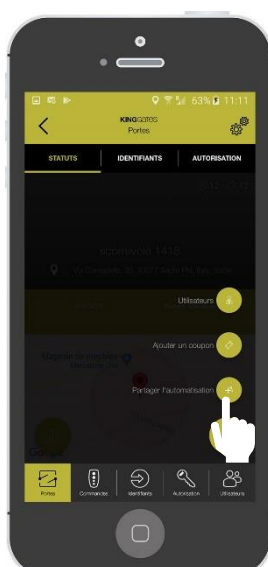 63% 11:11
KINGgates
Portes
STATUTS IDENTIFIANTS AUTORISATION
Utilisateurs
Ajouter un coupon
Partager l'automatisation
Google
Portes Commandes Identifiants Autorisation Utilisateurs